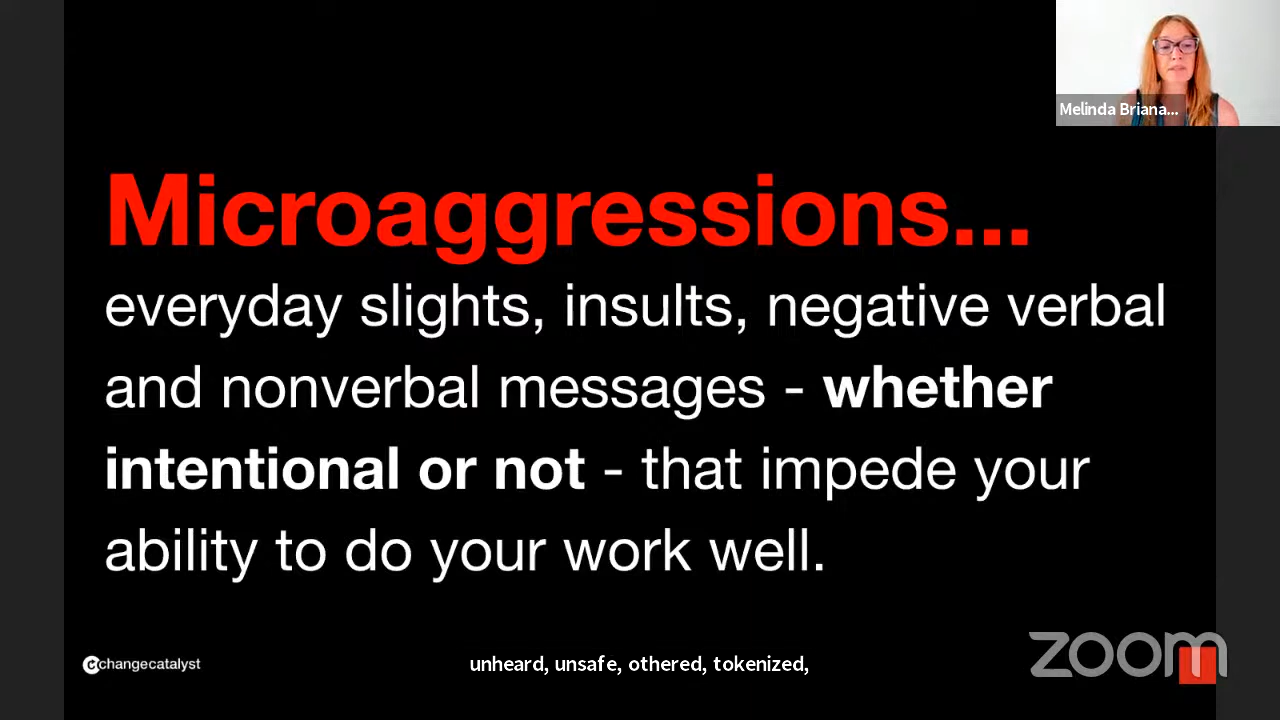 Melinda Briana...
Microaggressions...
everyday slights, insults, negative verbal
and nonverbal messages - whether
intentional or not - that impede your
ability to do your work well.
changecatalyst
unheard, unsafe, othered, tokenized,
zoom